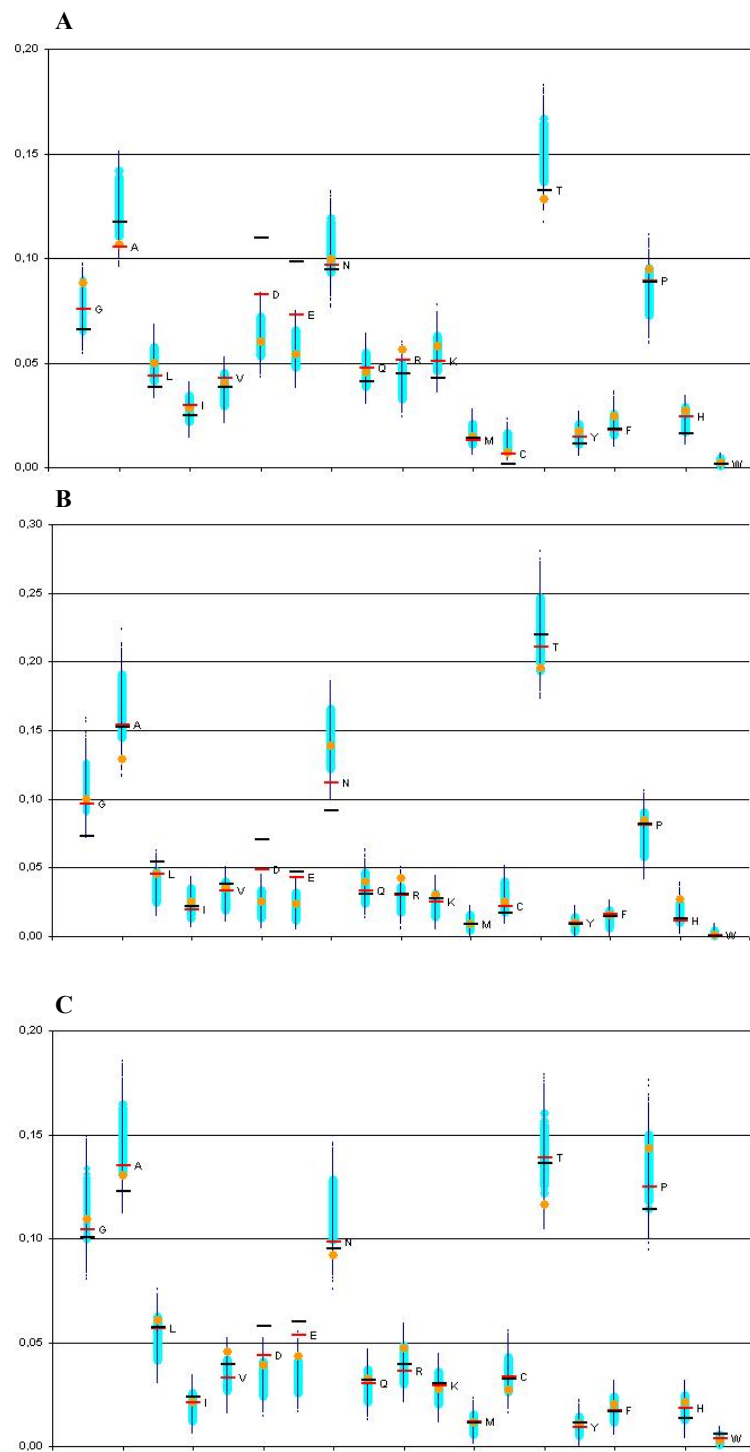 A
0,20
0,15
0,10
0,05
0,00
G
A
L
I
V
D
E
N
Q
R
K
M
C
T
Y
F
P
H
W
B
0,30
0,25
0,20
0,15
0,10
0,05
0,00
G
A
L
I
V
D
E
N
Q
R
K
M
C
T
Y
F
P
H
W
C
0,20
0,15
0,10
0,05
0,00
G
A
L
I
V
D
E
N
Q
R
K
M
C
T
Y
F
P
H
W